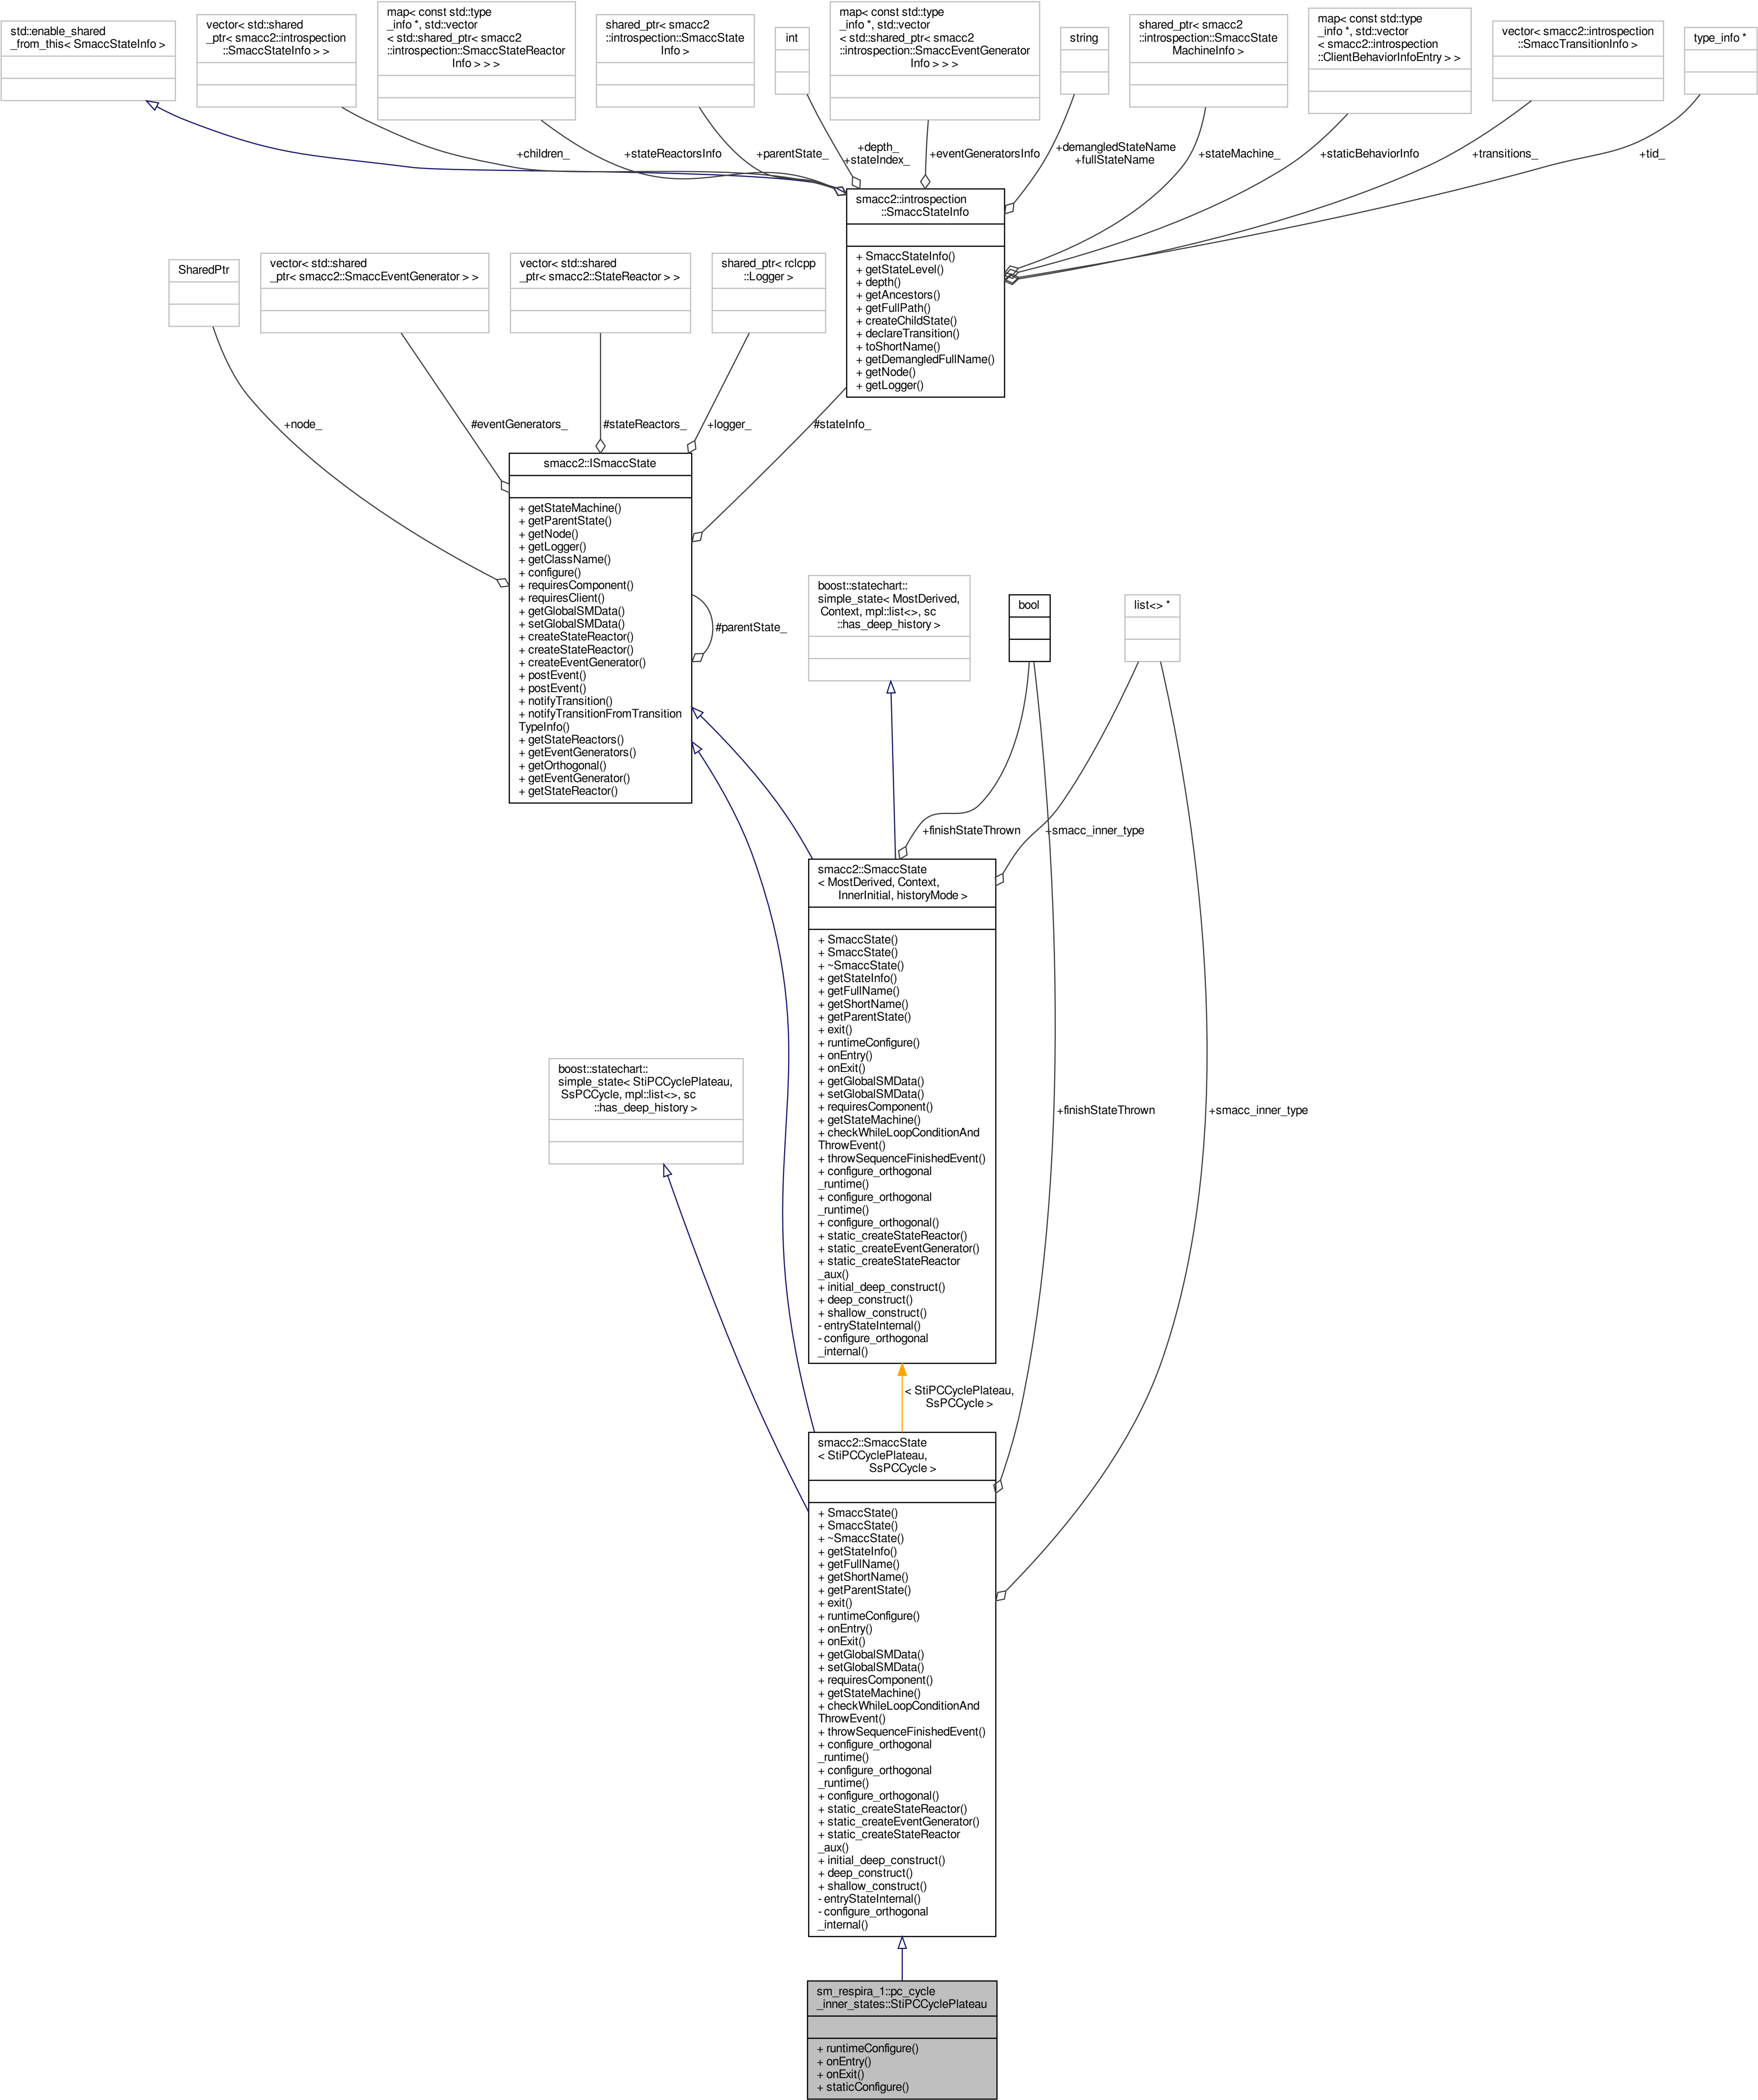 std::enable_shared
_from_this< SmaccStateInfo >
vector< std::shared
_ptr< smacc2::introspection
::SmaccStateInfo > >
map< const std::type
_info *, std::vector
< std::shared_ptr< smacc2
::introspection::SmaccStateReactor
Info > > >
shared_ptr< smacc2
::introspection::SmaccState
Info >
int
map< const std::type
_info *, std::vector
< std::shared_ptr< smacc2
::introspection::SmaccEventGenerator
Info > > >
string
shared_ptr< smacc2
::introspection::SmaccState
MachineInfo >
map< const std::type
_info *, std::vector
< smacc2::introspection
::ClientBehaviorInfoEntry > >
vector< smacc2::introspection
::SmaccTransitionInfo >
type_info *
+children_
+stateReactorsInfo
+parentState_
+depth_
+stateIndex_
+eventGeneratorsInfo
+demangledStateName
+fullStateName
+stateMachine_
+staticBehaviorInfo
+transitions_
+tid_
smacc2::introspection
::SmaccStateInfo
+ SmaccStateInfo()
+ getStateLevel()
+ depth()
+ getAncestors()
+ getFullPath()
+ createChildState()
+ declareTransition()
+ toShortName()
+ getDemangledFullName()
+ getNode()
+ getLogger()
SharedPtr
vector< std::shared
_ptr< smacc2::SmaccEventGenerator > >
vector< std::shared
_ptr< smacc2::StateReactor > >
shared_ptr< rclcpp
::Logger >
+node_
#eventGenerators_
#stateReactors_
+logger_
#stateInfo_
smacc2::ISmaccState
+ getStateMachine()
+ getParentState()
+ getNode()
+ getLogger()
+ getClassName()
+ configure()
+ requiresComponent()
+ requiresClient()
+ getGlobalSMData()
+ setGlobalSMData()
+ createStateReactor()
+ createStateReactor()
+ createEventGenerator()
+ postEvent()
+ postEvent()
+ notifyTransition()
+ notifyTransitionFromTransition
TypeInfo()
+ getStateReactors()
+ getEventGenerators()
+ getOrthogonal()
+ getEventGenerator()
+ getStateReactor()
#parentState_
boost::statechart::
simple_state< MostDerived,
Context, mpl::list<>, sc
::has_deep_history >
bool
list<> *
+finishStateThrown
+smacc_inner_type
smacc2::SmaccState
< MostDerived, Context,
InnerInitial, historyMode >
+ SmaccState()
+ SmaccState()
+ ~SmaccState()
+ getStateInfo()
+ getFullName()
+ getShortName()
+ getParentState()
+ exit()
+ runtimeConfigure()
+ onEntry()
+ onExit()
+ getGlobalSMData()
+ setGlobalSMData()
+ requiresComponent()
+ getStateMachine()
+ checkWhileLoopConditionAnd
ThrowEvent()
+ throwSequenceFinishedEvent()
+ configure_orthogonal
_runtime()
+ configure_orthogonal
_runtime()
+ configure_orthogonal()
+ static_createStateReactor()
+ static_createEventGenerator()
+ static_createStateReactor
_aux()
+ initial_deep_construct()
+ deep_construct()
+ shallow_construct()
- entryStateInternal()
- configure_orthogonal
_internal()
boost::statechart::
simple_state< StiPCCyclePlateau,
SsPCCycle, mpl::list<>, sc
::has_deep_history >
+finishStateThrown
+smacc_inner_type
< StiPCCyclePlateau,
SsPCCycle >
smacc2::SmaccState
< StiPCCyclePlateau,
SsPCCycle >
+ SmaccState()
+ SmaccState()
+ ~SmaccState()
+ getStateInfo()
+ getFullName()
+ getShortName()
+ getParentState()
+ exit()
+ runtimeConfigure()
+ onEntry()
+ onExit()
+ getGlobalSMData()
+ setGlobalSMData()
+ requiresComponent()
+ getStateMachine()
+ checkWhileLoopConditionAnd
ThrowEvent()
+ throwSequenceFinishedEvent()
+ configure_orthogonal
_runtime()
+ configure_orthogonal
_runtime()
+ configure_orthogonal()
+ static_createStateReactor()
+ static_createEventGenerator()
+ static_createStateReactor
_aux()
+ initial_deep_construct()
+ deep_construct()
+ shallow_construct()
- entryStateInternal()
- configure_orthogonal
_internal()
sm_respira_1::pc_cycle
_inner_states::StiPCCyclePlateau
+ runtimeConfigure()
+ onEntry()
+ onExit()
+ staticConfigure()